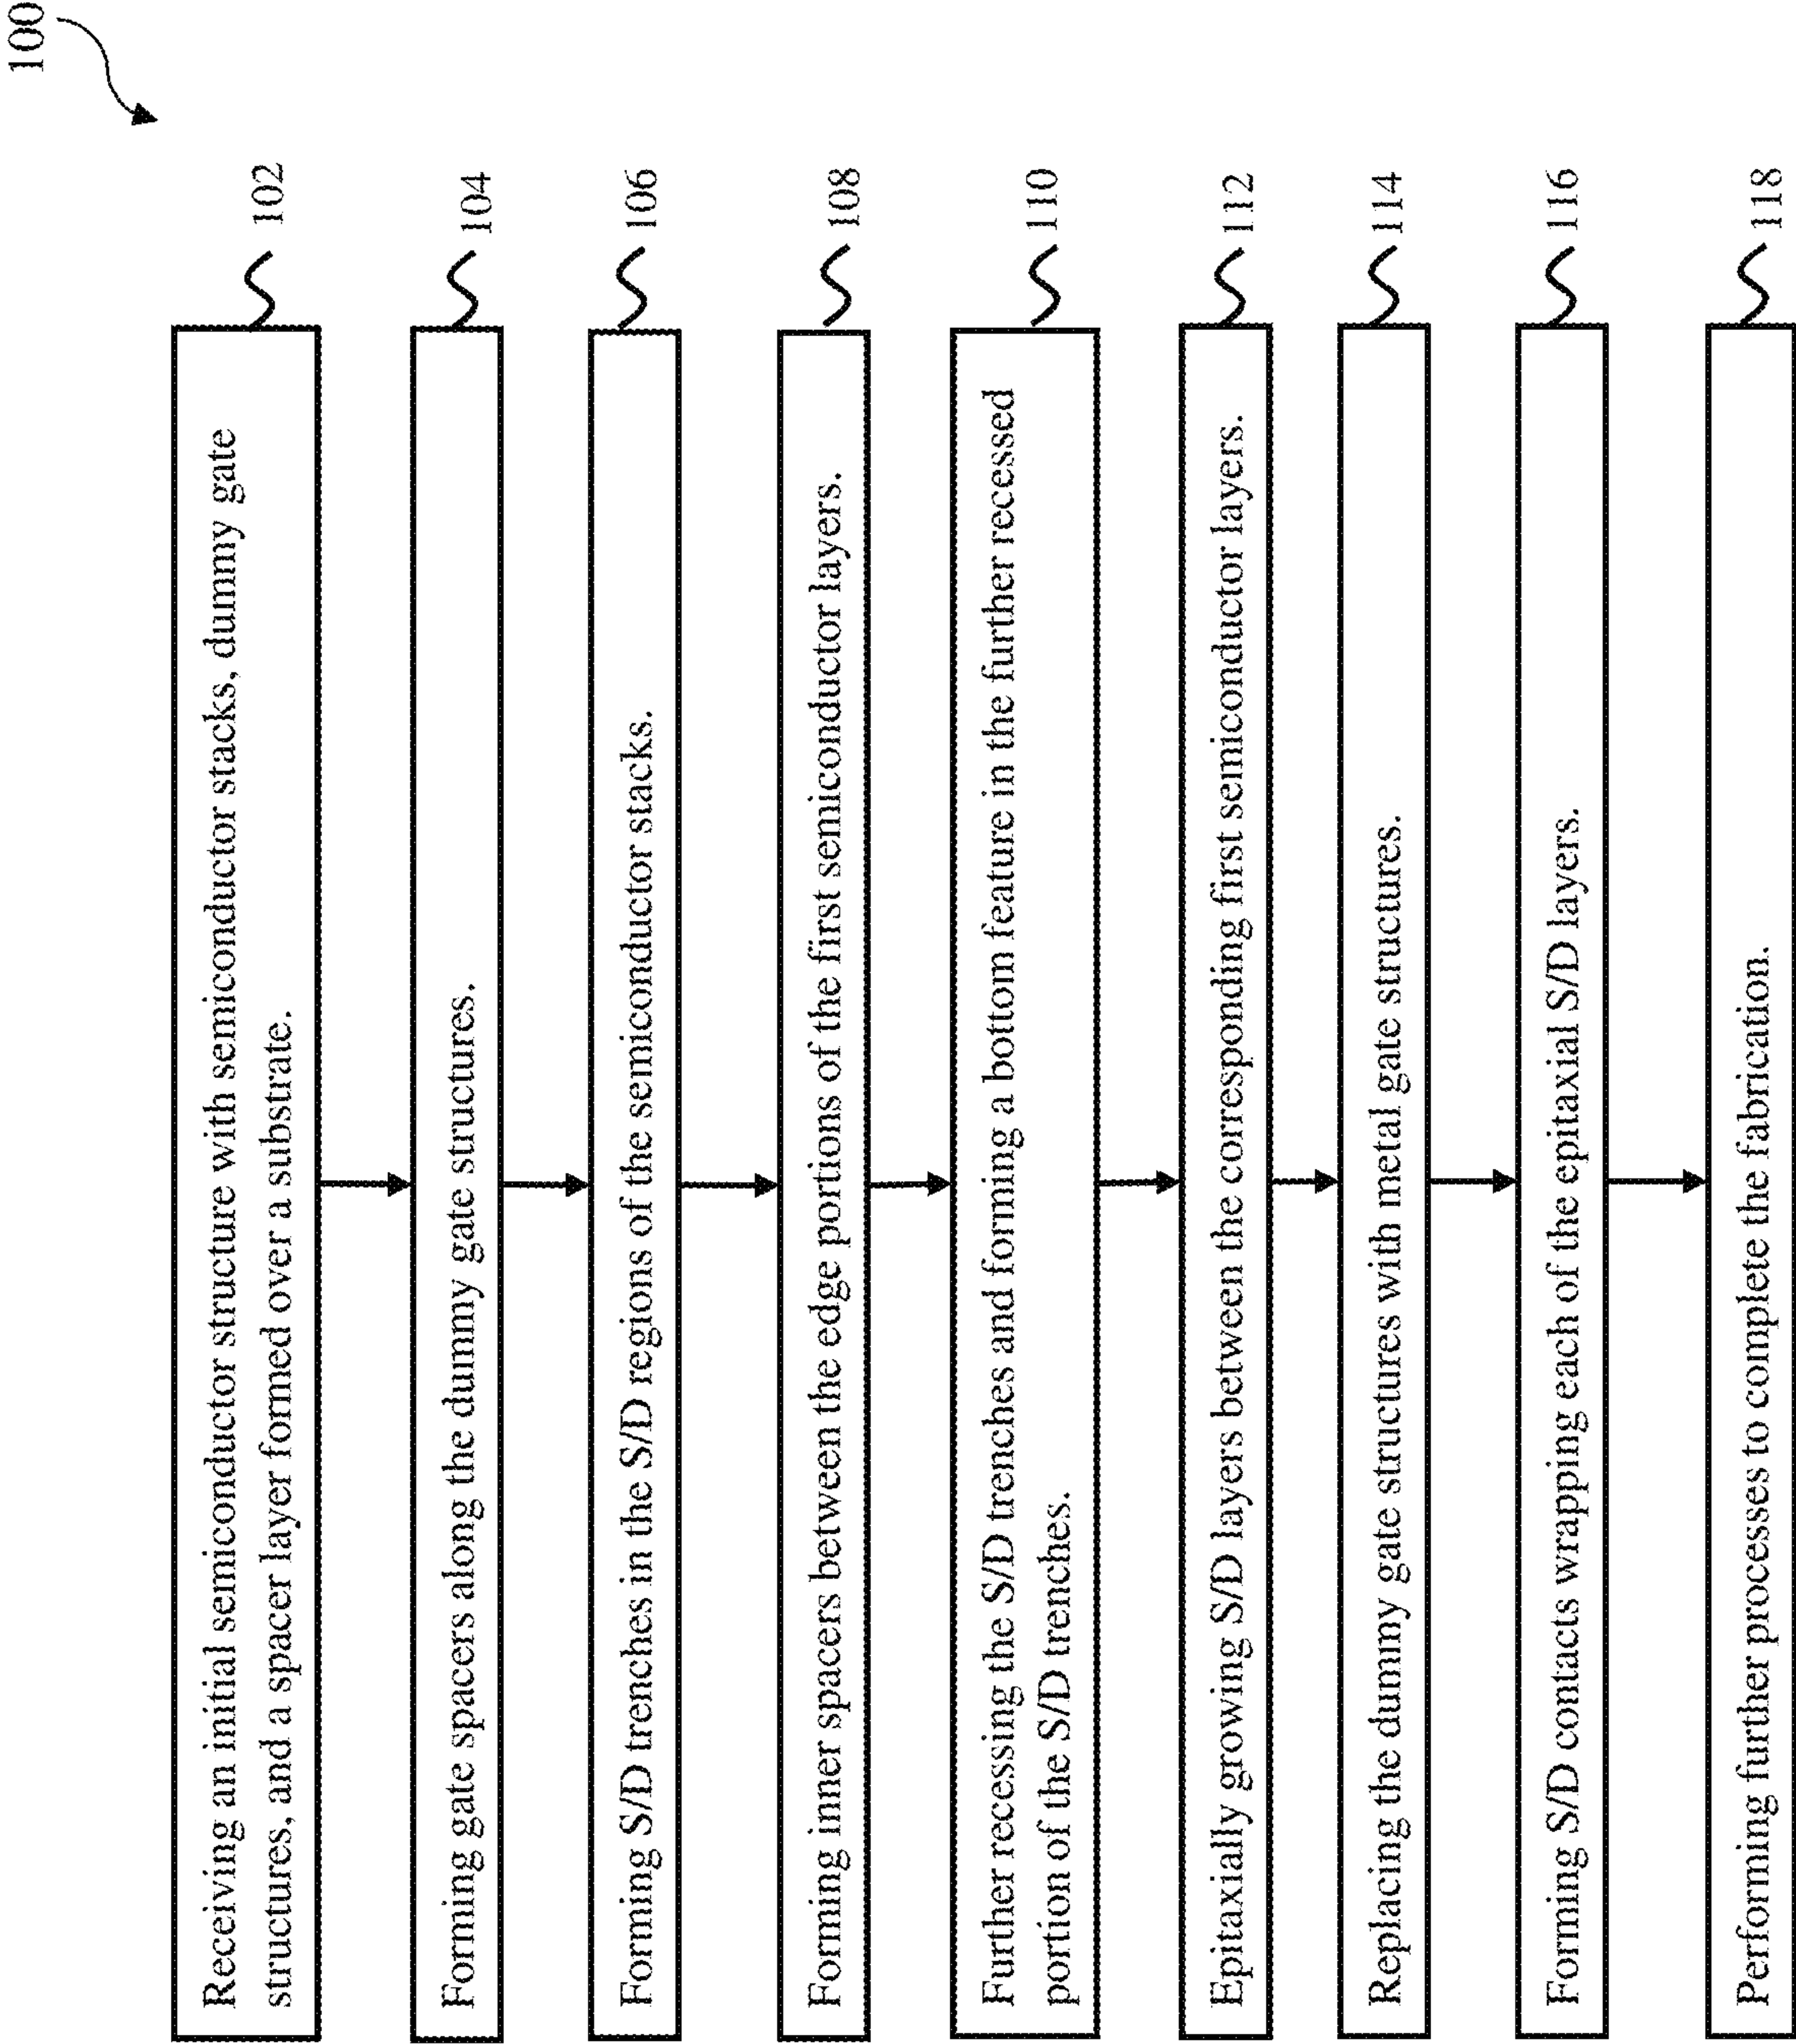 100
Receiving an initial semiconductor structure with semiconductor stacks, dummy gate
structures, and a spacer layer formed over a substrate.
102
Forming gate spacers along the dummy gate structures.
104
Forming S/D trenches in the S/D regions of the semiconductor stacks.
106
Forming inner spacers between the edge portions of the first semiconductor layers.
108
Further recessing the S/D trenches and forming a bottom feature in the further recessed
portion of the S/D trenches.
110
Epitaxially growing S/D layers between the corresponding first semiconductor layers.
112
Replacing the dummy gate structures with metal gate structures.
114
Forming S/D contacts wrapping each of the epitaxial S/D layers.
116
Performing further processes to complete the fabrication.
118